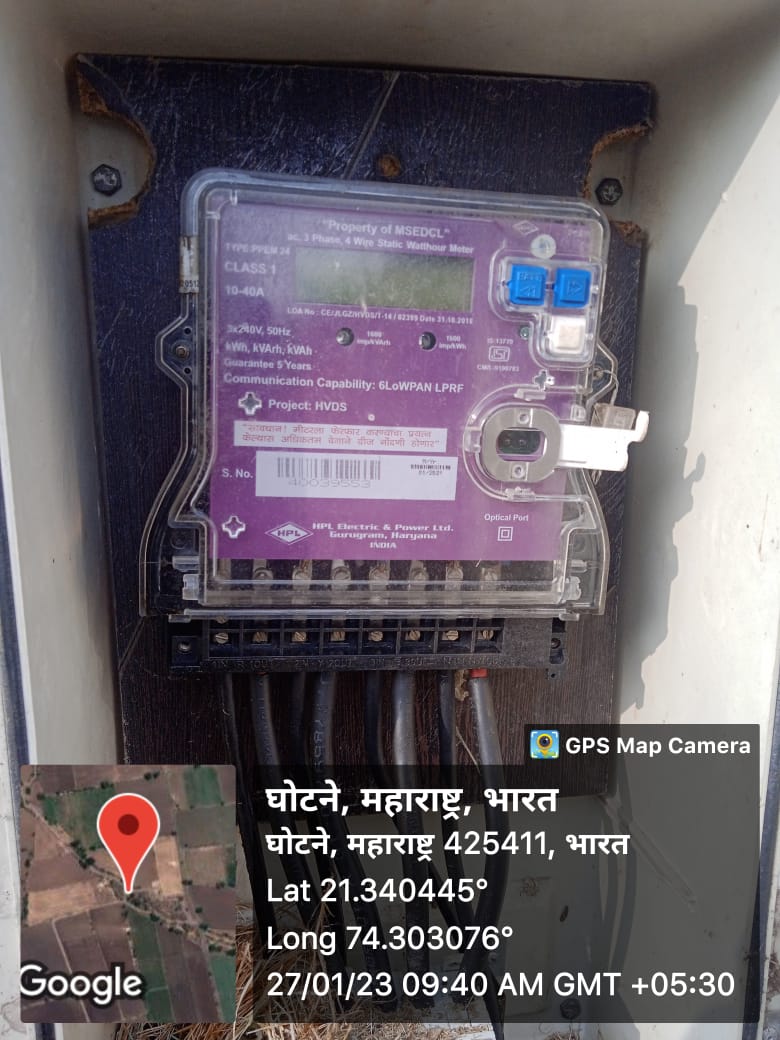 "Property of MSEDCL"
ac, 3 Phase, 4 Wire Static Watthour Meter
TYPE:PPEM 24
CLASS 1
10-40A
LOA No : CE/JLGZ/HVDS/T-14 / 02399 Date 31.10.2018
3x240V, 50Hz
1600
imp/kVArh
1600
imp/kWh
kWh, kVArh, kVAh
Guarantee 5 Years
IS-13779
CM/L-9190783
Communication Capability: 6LoWPAN LPRF
Project: HVDS
"सावधान! मीटरला फेरफार करण्याचा प्रयत्न
केल्यास अधिकतम वेगाने वीज नोंदणी होणार"
S. No.
40039553
M/Yr
01/2021
HPL
HPL Electric & Power Ltd.
Gurugram, Haryana
INDIA
Optical Port
GPS Map Camera
घोटने, महाराष्ट्र, भारत
घोटने, महाराष्ट्र 425411, भारत
Lat 21.340445°
Long 74.303076°
27/01/23 09:40 AM GMT +05:30
Google